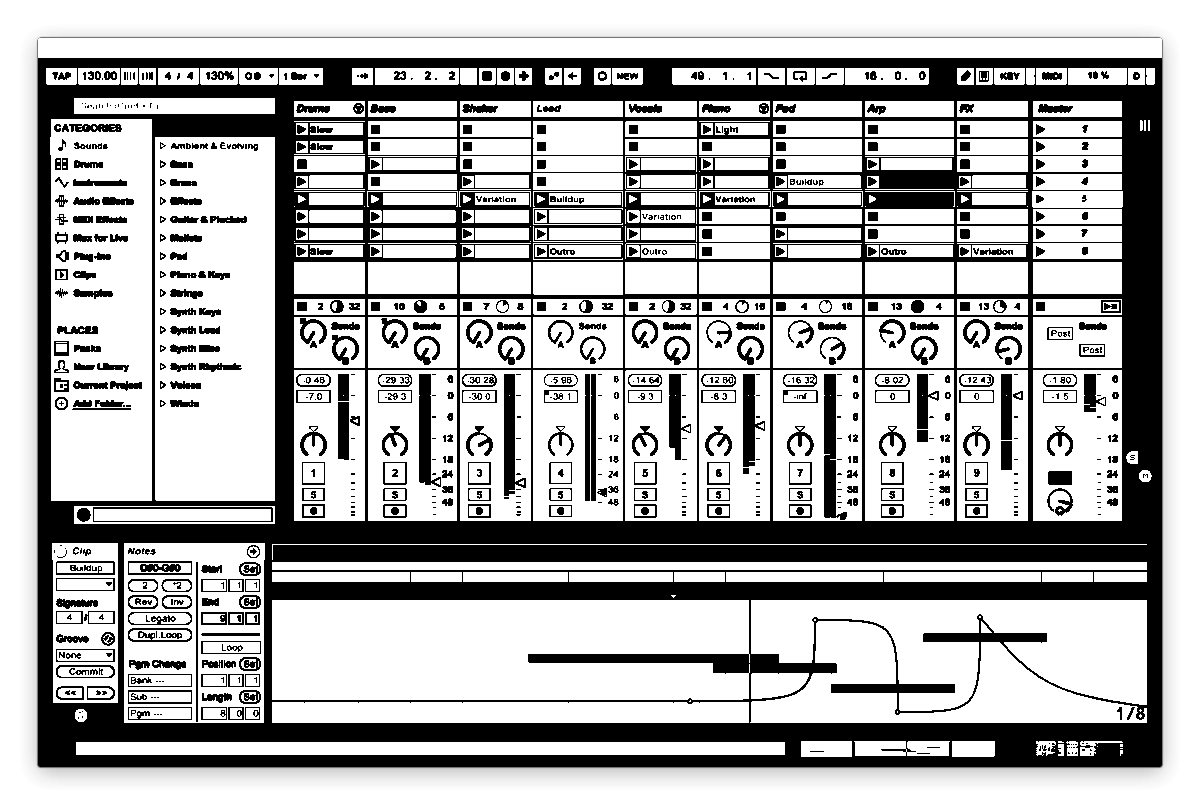 TAP 130.00 4 / 4 130% 1 Bar 23. 2. 2 NEW 49. 1. 1 16. 0. 0 KEY MIDI 18 % D
Drums Bass Shaker Lead Vocals Piano Pad Arp FX Master
CATEGORIES
Sounds
Drums
Instruments
Audio Effects
MIDI Effects
Max for Live
Plug-ins
Clips
Samples
PLACES
Packs
User Library
Current Project
Add Folder...
Ambient & Evolving
Bass
Brass
Effects
Guitar & Plucked
Mallets
Pad
Piano & Keys
Strings
Synth Keys
Synth Lead
Synth Misc
Synth Rhythmic
Voices
Winds
Slow Light 1
Slow 2
3
Buildup 4
Variation Buildup Variation 5
Variation 6
7
Slow Outro Outro Outro Variation 8
2 32 16 6 7 8 2 32 2 32 4 16 4 16 13 4 13 4
Sends Sends Sends Sends Sends Sends Sends Sends Sends Sends
A A A A A A A A A Post
B B B B B B B B B Post
-0.48 -29.33 -30.28 -5.98 -14.64 -12.60 -16.32 -8.02 -12.43 -1.80
-7.0 -29.3 -30.0 -38.1 -9.3 -8.3 -inf 0 0 -1.5
6 0 6 12 18 24 36 48
1 2 3 4 5 6 7 8 9
S S S S S S S S S
Clip
Buildup
Signature
4 / 4
Groove
None
Commit
<< >>
Notes
:2 *2
Rev Inv
Legato
Dupl.Loop
Pgm Change
Bank ---
Sub ---
Pgm ---
Start Set
1 1 1
End Set
9 1 1
Loop
Position Set
1 1 1
Length Set
8 0 0
1/8